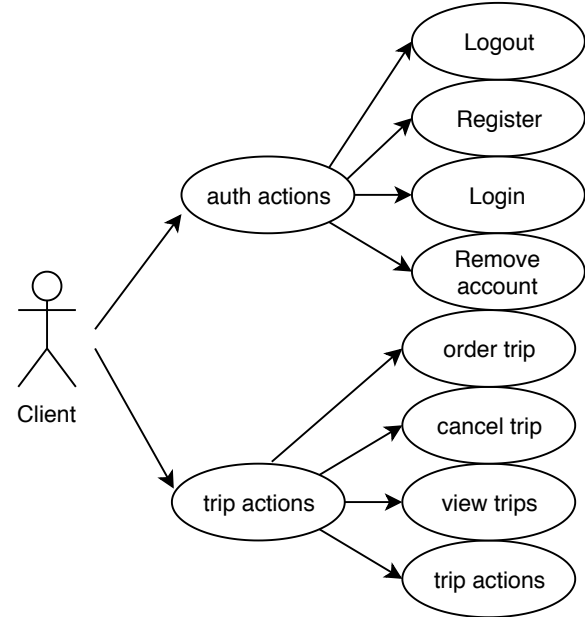 Logout
Register
auth actions
Login
Remove
account
order trip
Client
cancel trip
trip actions
view trips
trip actions